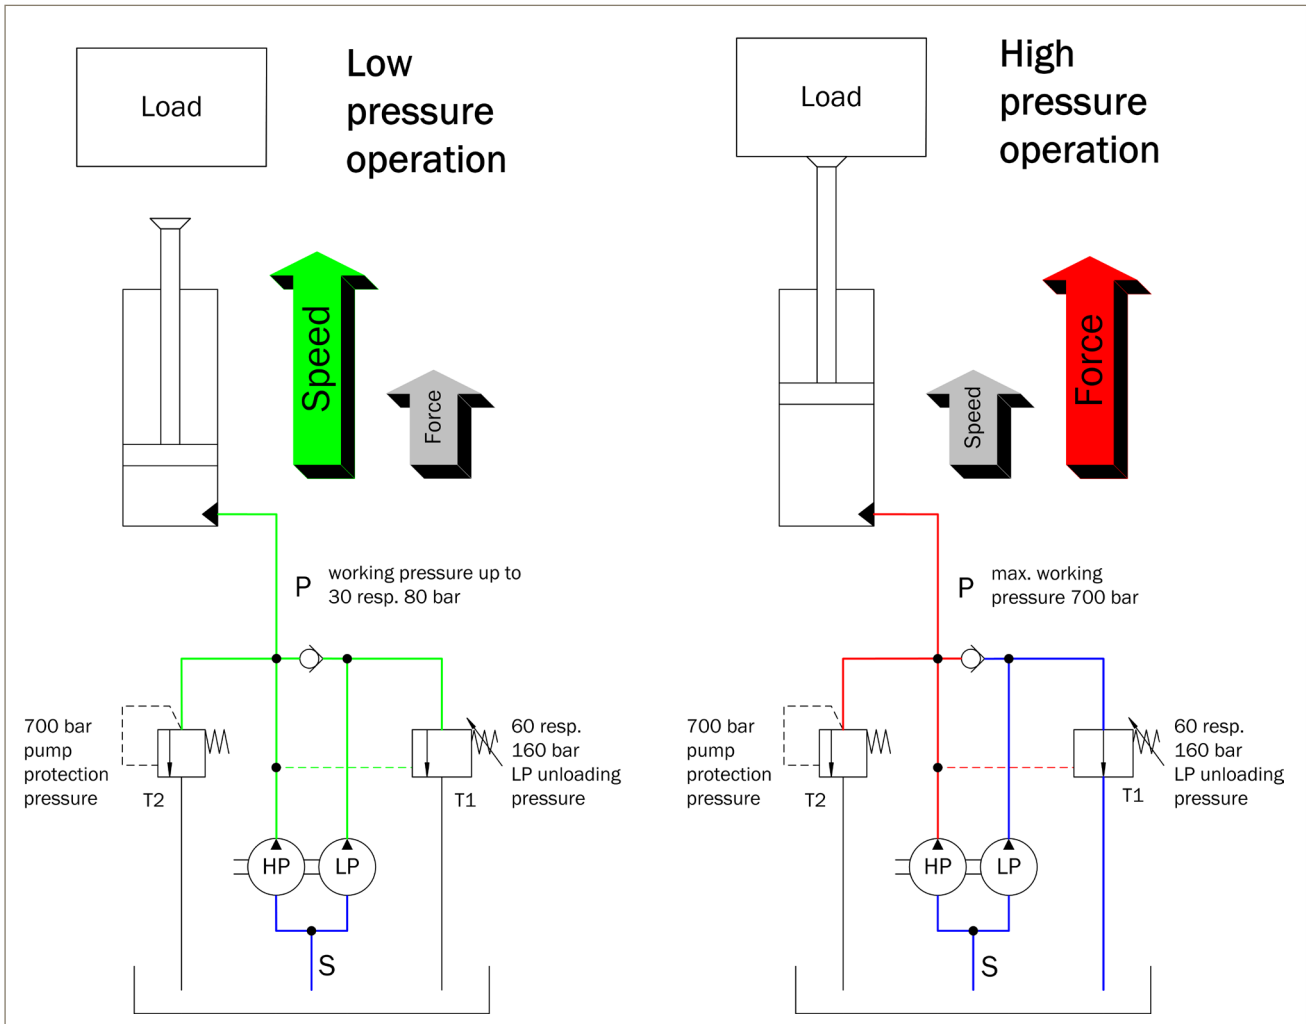 Load
Low
pressure
operation
Speed
Force
P
working pressure up to
30 resp. 80 bar
700 bar
pump
protection
pressure
T2
60 resp.
160 bar
LP unloading
pressure
T1
HP
LP
S
Load
High
pressure
operation
Speed
Force
P
max. working
pressure 700 bar
700 bar
pump
protection
pressure
T2
60 resp.
160 bar
LP unloading
pressure
T1
HP
LP
S